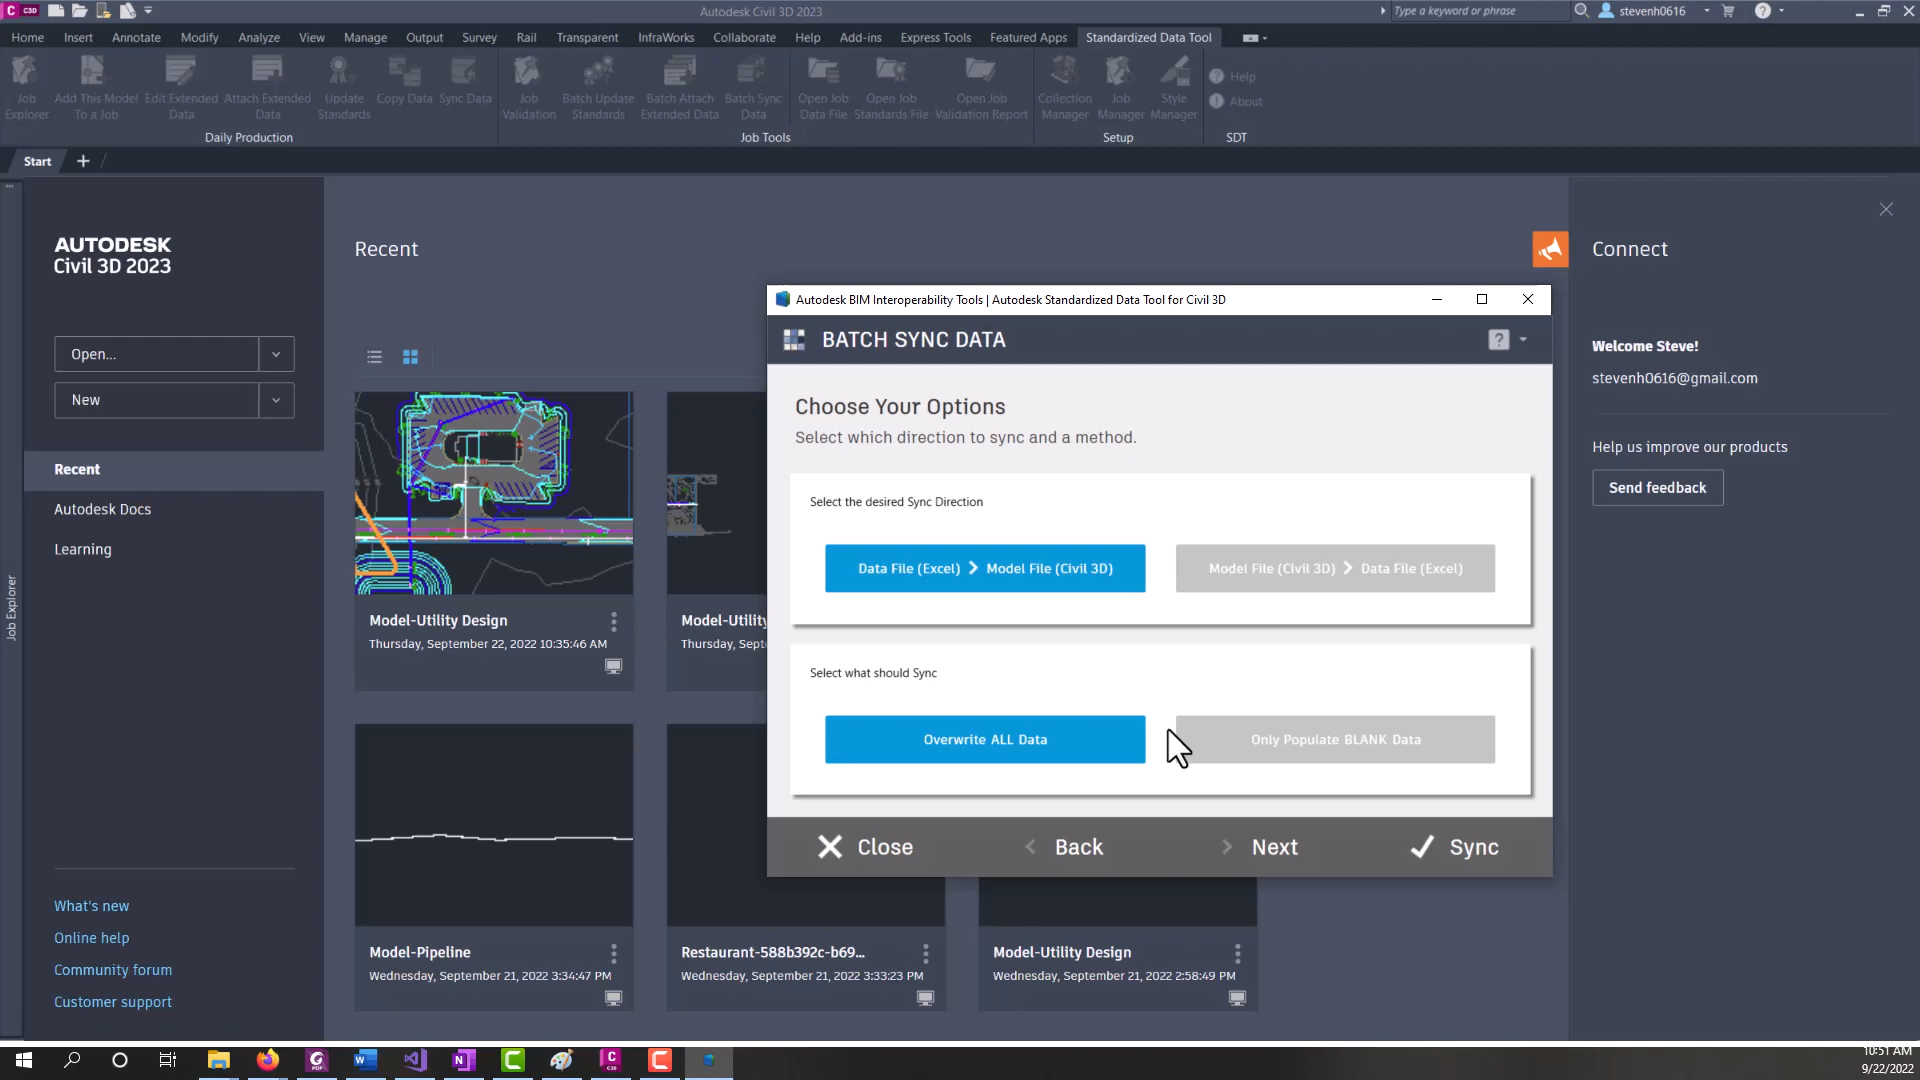 C C3D
Autodesk Civil 3D 2023
Type a keyword or phrase
stevenh0616
Home Insert Annotate Modify Analyze View Manage Output Survey Rail Transparent InfraWorks Collaborate Help Add-ins Express Tools Featured Apps Standardized Data Tool
Job Explorer
Add This Model To a Job
Edit Extended Data
Attach Extended Data
Update Standards
Copy Data
Sync Data
Job Validation
Batch Update Standards
Batch Attach Extended Data
Batch Sync Data
Open Job Data File
Open Job Standards File
Open Job Validation Report
Collection Manager
Job Manager
Style Manager
Help
About
Daily Production
Job Tools
Setup
SDT
Start
Job Explorer
AUTODESK
Civil 3D 2023
Open...
New
Recent
Autodesk Docs
Learning
What's new
Online help
Community forum
Customer support
Recent
Model-Utility Design
Thursday, September 22, 2022 10:35:46 AM
Model-Utility
Thursday, Sept
Model-Pipeline
Wednesday, September 21, 2022 3:34:47 PM
Restaurant-588b392c-b69...
Wednesday, September 21, 2022 3:33:23 PM
Model-Utility Design
Wednesday, September 21, 2022 2:58:49 PM
Autodesk BIM Interoperability Tools | Autodesk Standardized Data Tool for Civil 3D
BATCH SYNC DATA
?
Choose Your Options
Select which direction to sync and a method.
Select the desired Sync Direction
Data File (Excel) > Model File (Civil 3D)
Model File (Civil 3D) > Data File (Excel)
Select what should Sync
Overwrite ALL Data
Only Populate BLANK Data
Close
< Back
> Next
Sync
Connect
Welcome Steve!
stevenh0616@gmail.com
Help us improve our products
Send feedback
10:51 AM
9/22/2022